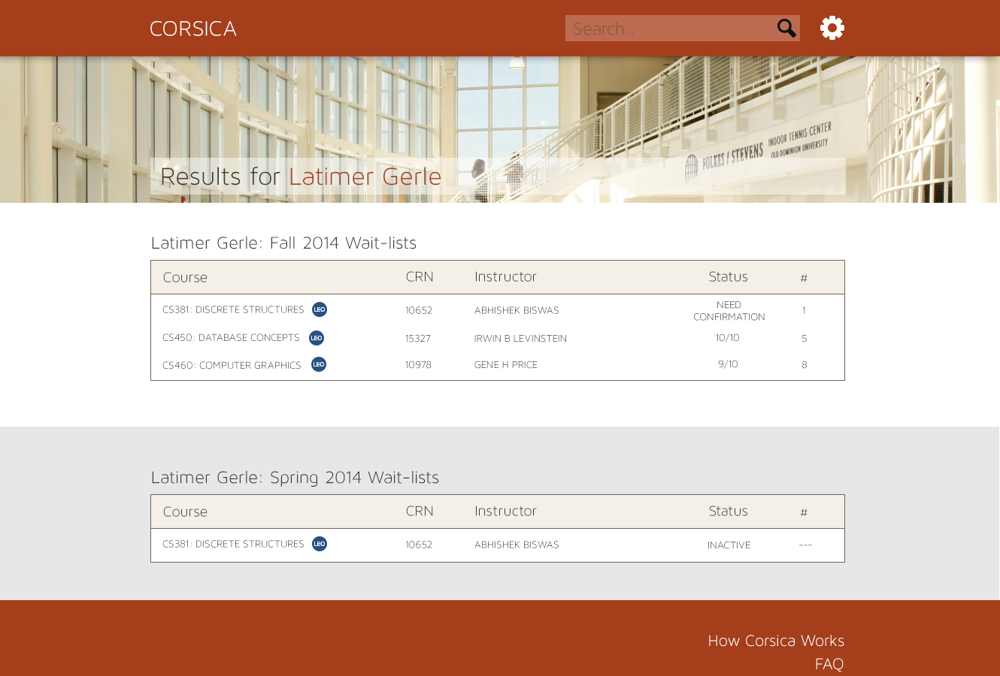 CORSICA
Search..
FOLKES / STEVENS
INDOOR TENNIS CENTER
OLD DOMINION UNIVERSITY
Results for Latimer Gerle
Latimer Gerle: Fall 2014 Wait-lists
Course CRN Instructor Status #
CS381: DISCRETE STRUCTURES LEO 10652 ABHISHEK BISWAS NEED CONFIRMATION 1
CS450: DATABASE CONCEPTS LEO 15327 IRWIN B LEVINSTEIN 10/10 5
CS460: COMPUTER GRAPHICS LEO 10978 GENE H PRICE 9/10 8
Latimer Gerle: Spring 2014 Wait-lists
Course CRN Instructor Status #
CS381: DISCRETE STRUCTURES LEO 10652 ABHISHEK BISWAS INACTIVE ---
How Corsica Works
FAQ